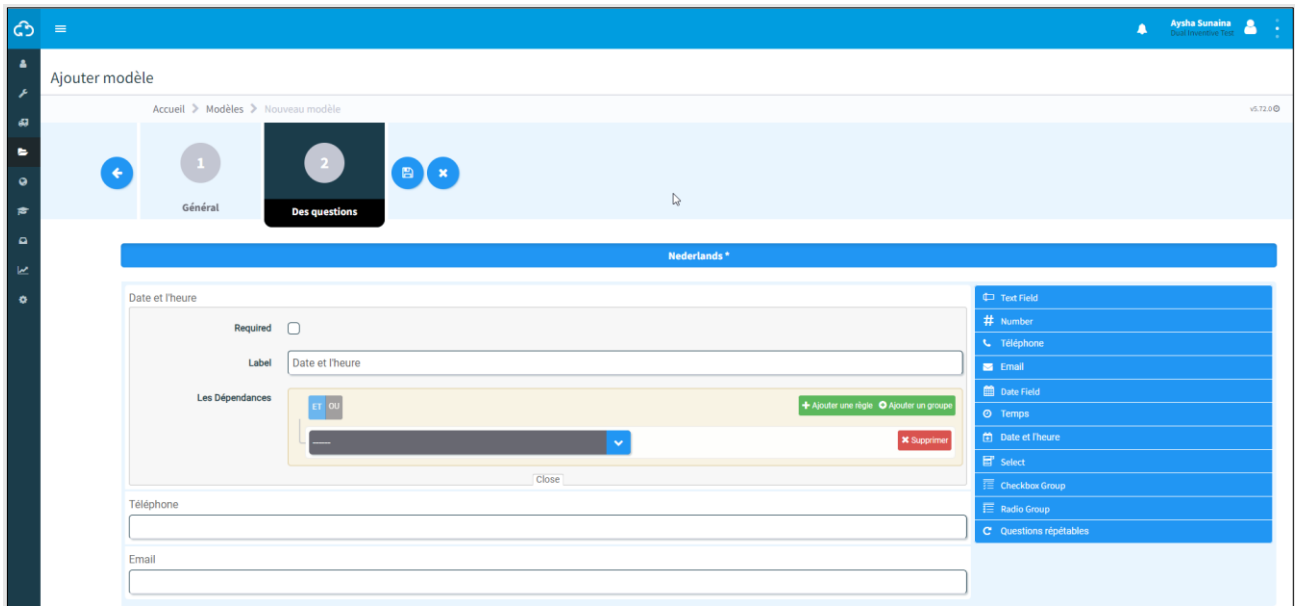 Aysha Sunaina
Dual Inventive Test
Ajouter modèle
Accueil > Modèles > Nouveau modèle
v5.72.0
1
Général
2
Des questions
Nederlands *
Date et l'heure
Required
Label
Date et l'heure
Les Dépendances
ET OU
Ajouter une règle Ajouter un groupe
-----
Supprimer
Close
Téléphone
Email
Text Field
Number
Téléphone
Email
Date Field
Temps
Date et l'heure
Select
Checkbox Group
Radio Group
Questions répétables